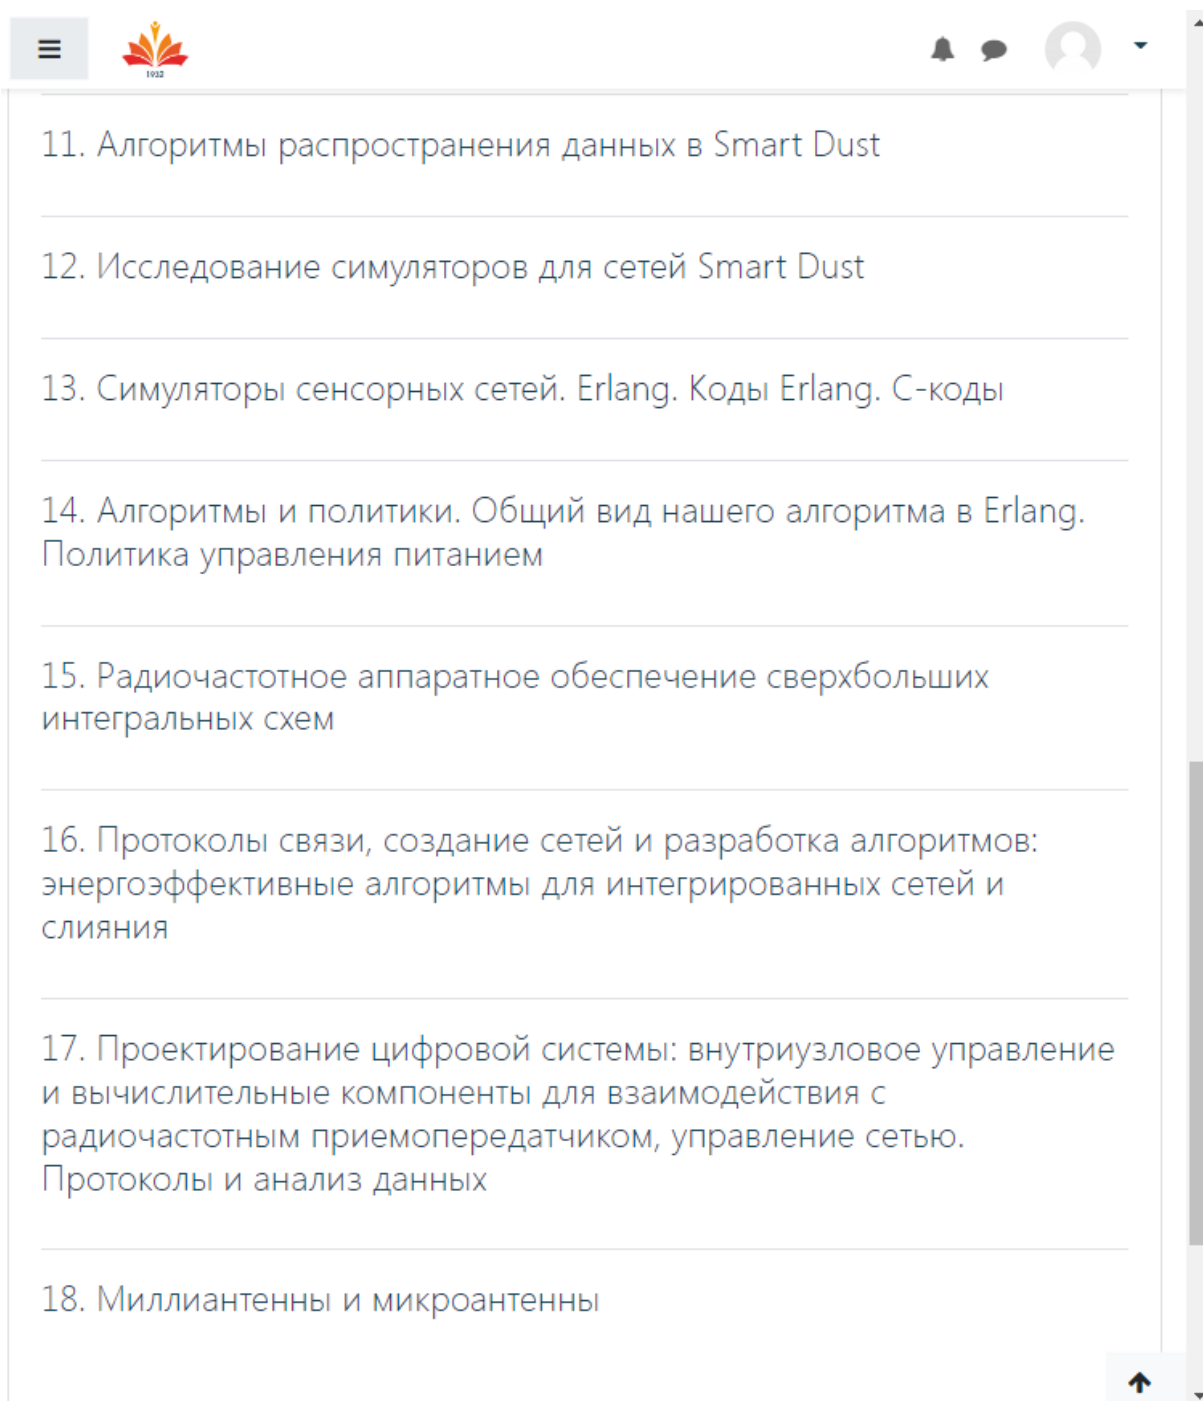 1932
11. Алгоритмы распространения данных в Smart Dust
12. Исследование симуляторов для сетей Smart Dust
13. Симуляторы сенсорных сетей. Erlang. Коды Erlang. C-коды
14. Алгоритмы и политики. Общий вид нашего алгоритма в Erlang.
Политика управления питанием
15. Радиочастотное аппаратное обеспечение сверхбольших
интегральных схем
16. Протоколы связи, создание сетей и разработка алгоритмов:
энергоэффективные алгоритмы для интегрированных сетей и
слияния
17. Проектирование цифровой системы: внутриузловое управление
и вычислительные компоненты для взаимодействия с
радиочастотным приемопередатчиком, управление сетью.
Протоколы и анализ данных
18. Миллиантенны и микроантенны